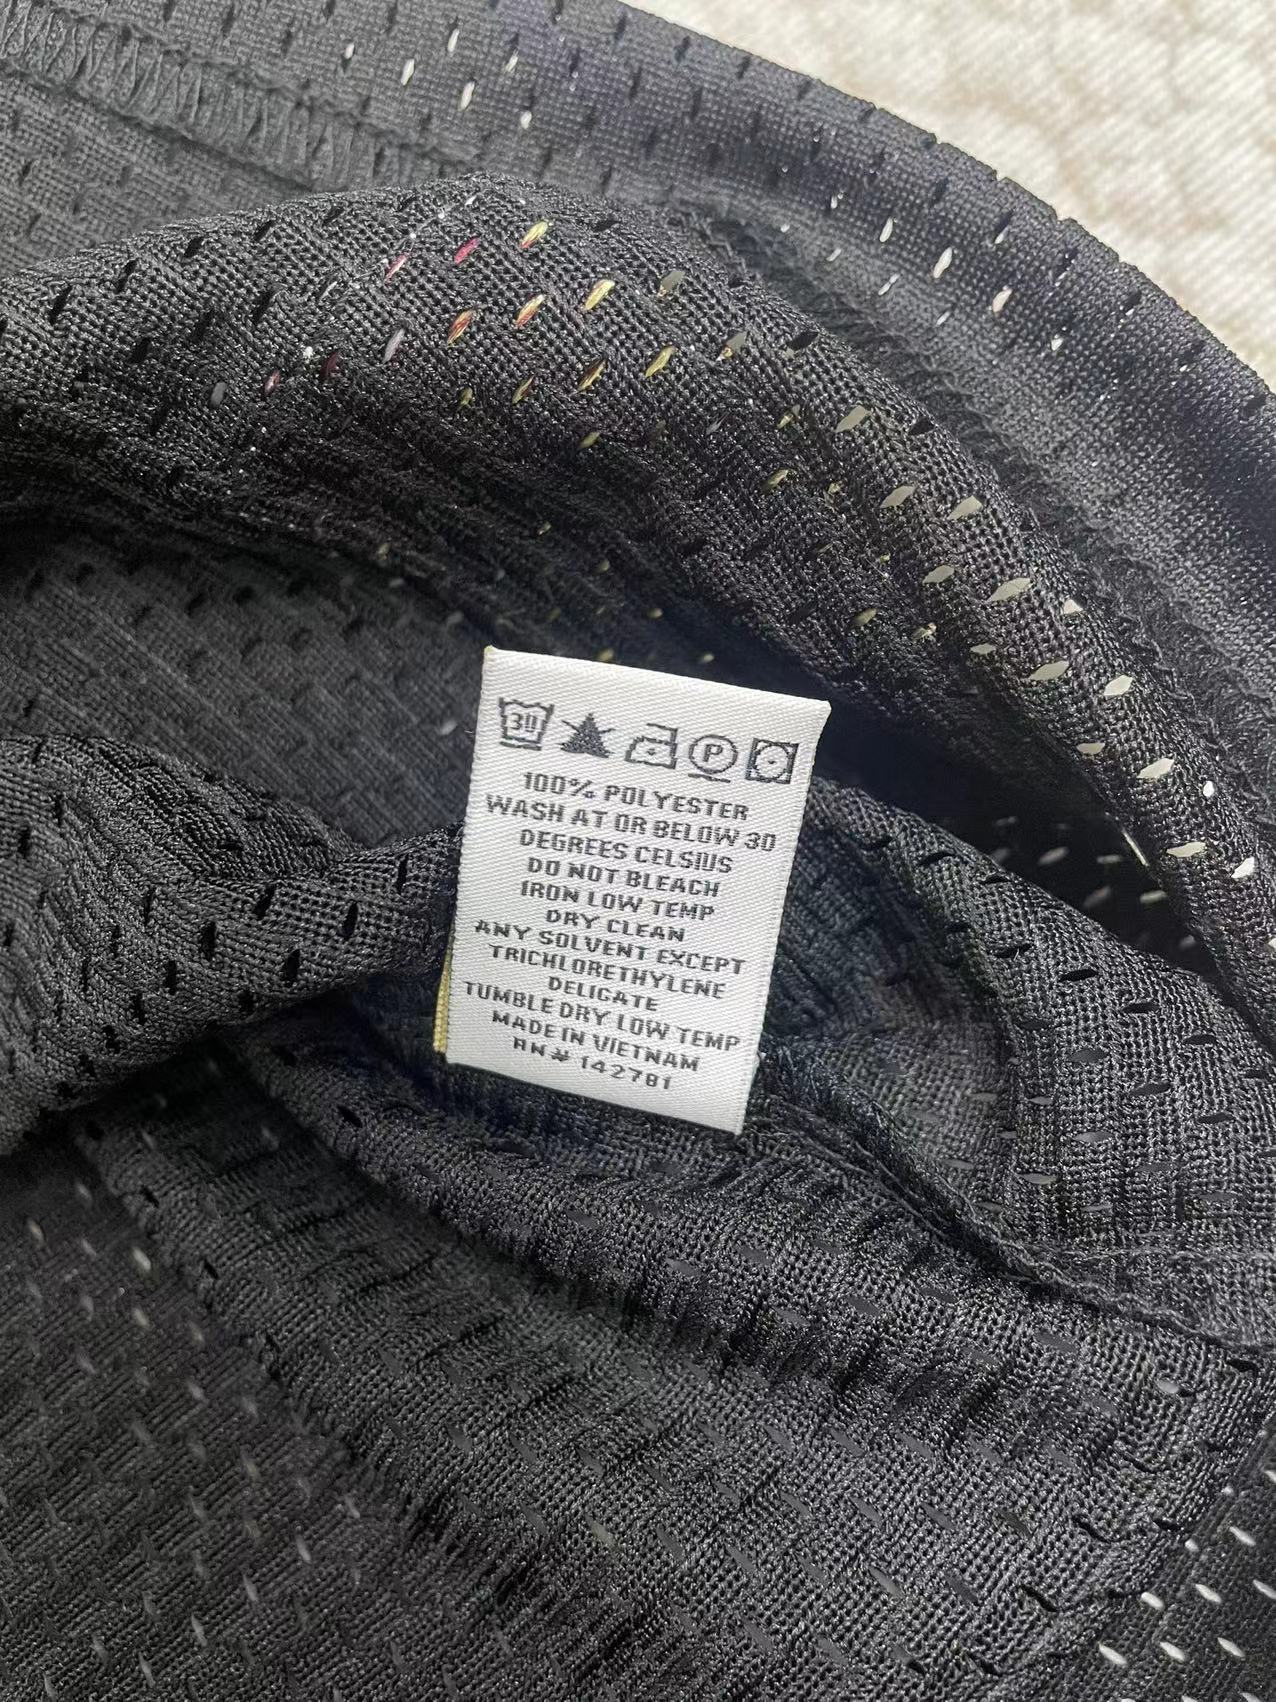 30
P
100% POLYESTER
WASH AT OR BELOW 30
DEGREES CELSIUS
DO NOT BLEACH
IRON LOW TEMP
DRY CLEAN
ANY SOLVENT EXCEPT
TRICHLORETHYLENE
DELICATE
TUMBLE DRY LOW TEMP
MADE IN VIETNAM
RN# 142781